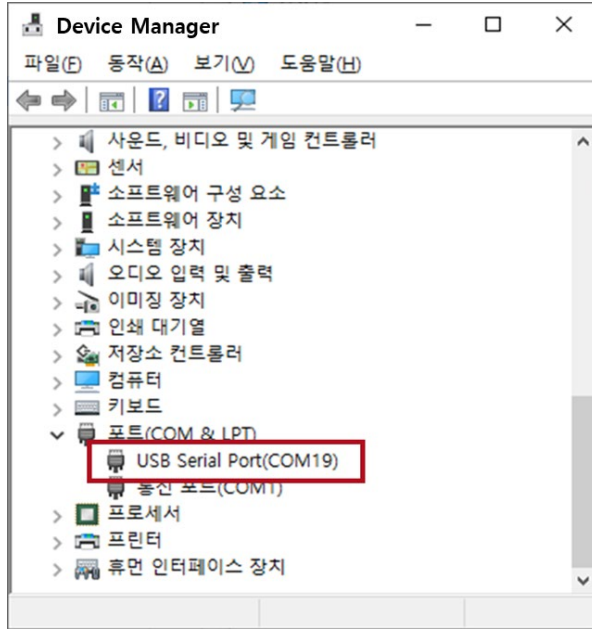 Device Manager
파일(F) 동작(A) 보기(V) 도움말(H)
사운드, 비디오 및 게임 컨트롤러
센서
소프트웨어 구성 요소
소프트웨어 장치
시스템 장치
오디오 입력 및 출력
이미징 장치
인쇄 대기열
저장소 컨트롤러
컴퓨터
키보드
포트(COM & LPT)
USB Serial Port(COM19)
통신 포트(COM1)
프로세서
프린터
휴먼 인터페이스 장치